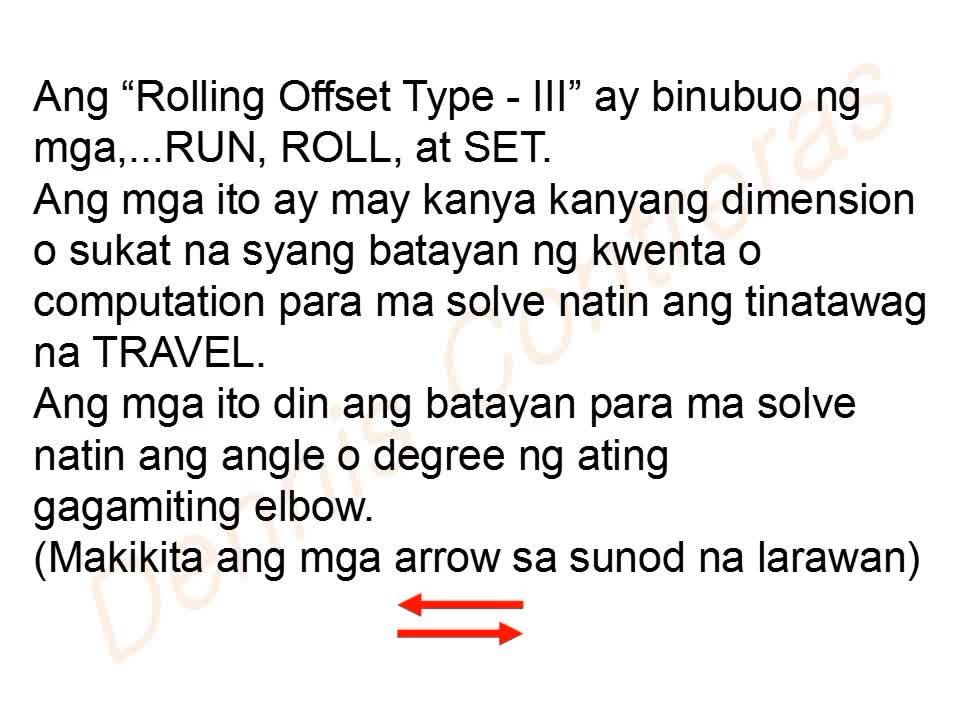 Ang “Rolling Offset Type - III” ay binubuo ng
mga,...RUN, ROLL, at SET.
Ang mga ito ay may kanya kanyang dimension
o sukat na syang batayan ng kwenta o
computation para ma solve natin ang tinatawag
na TRAVEL.
Ang mga ito din ang batayan para ma solve
natin ang angle o degree ng ating
gagamiting elbow.
(Makikita ang mga arrow sa sunod na larawan)
Dennis Contreras